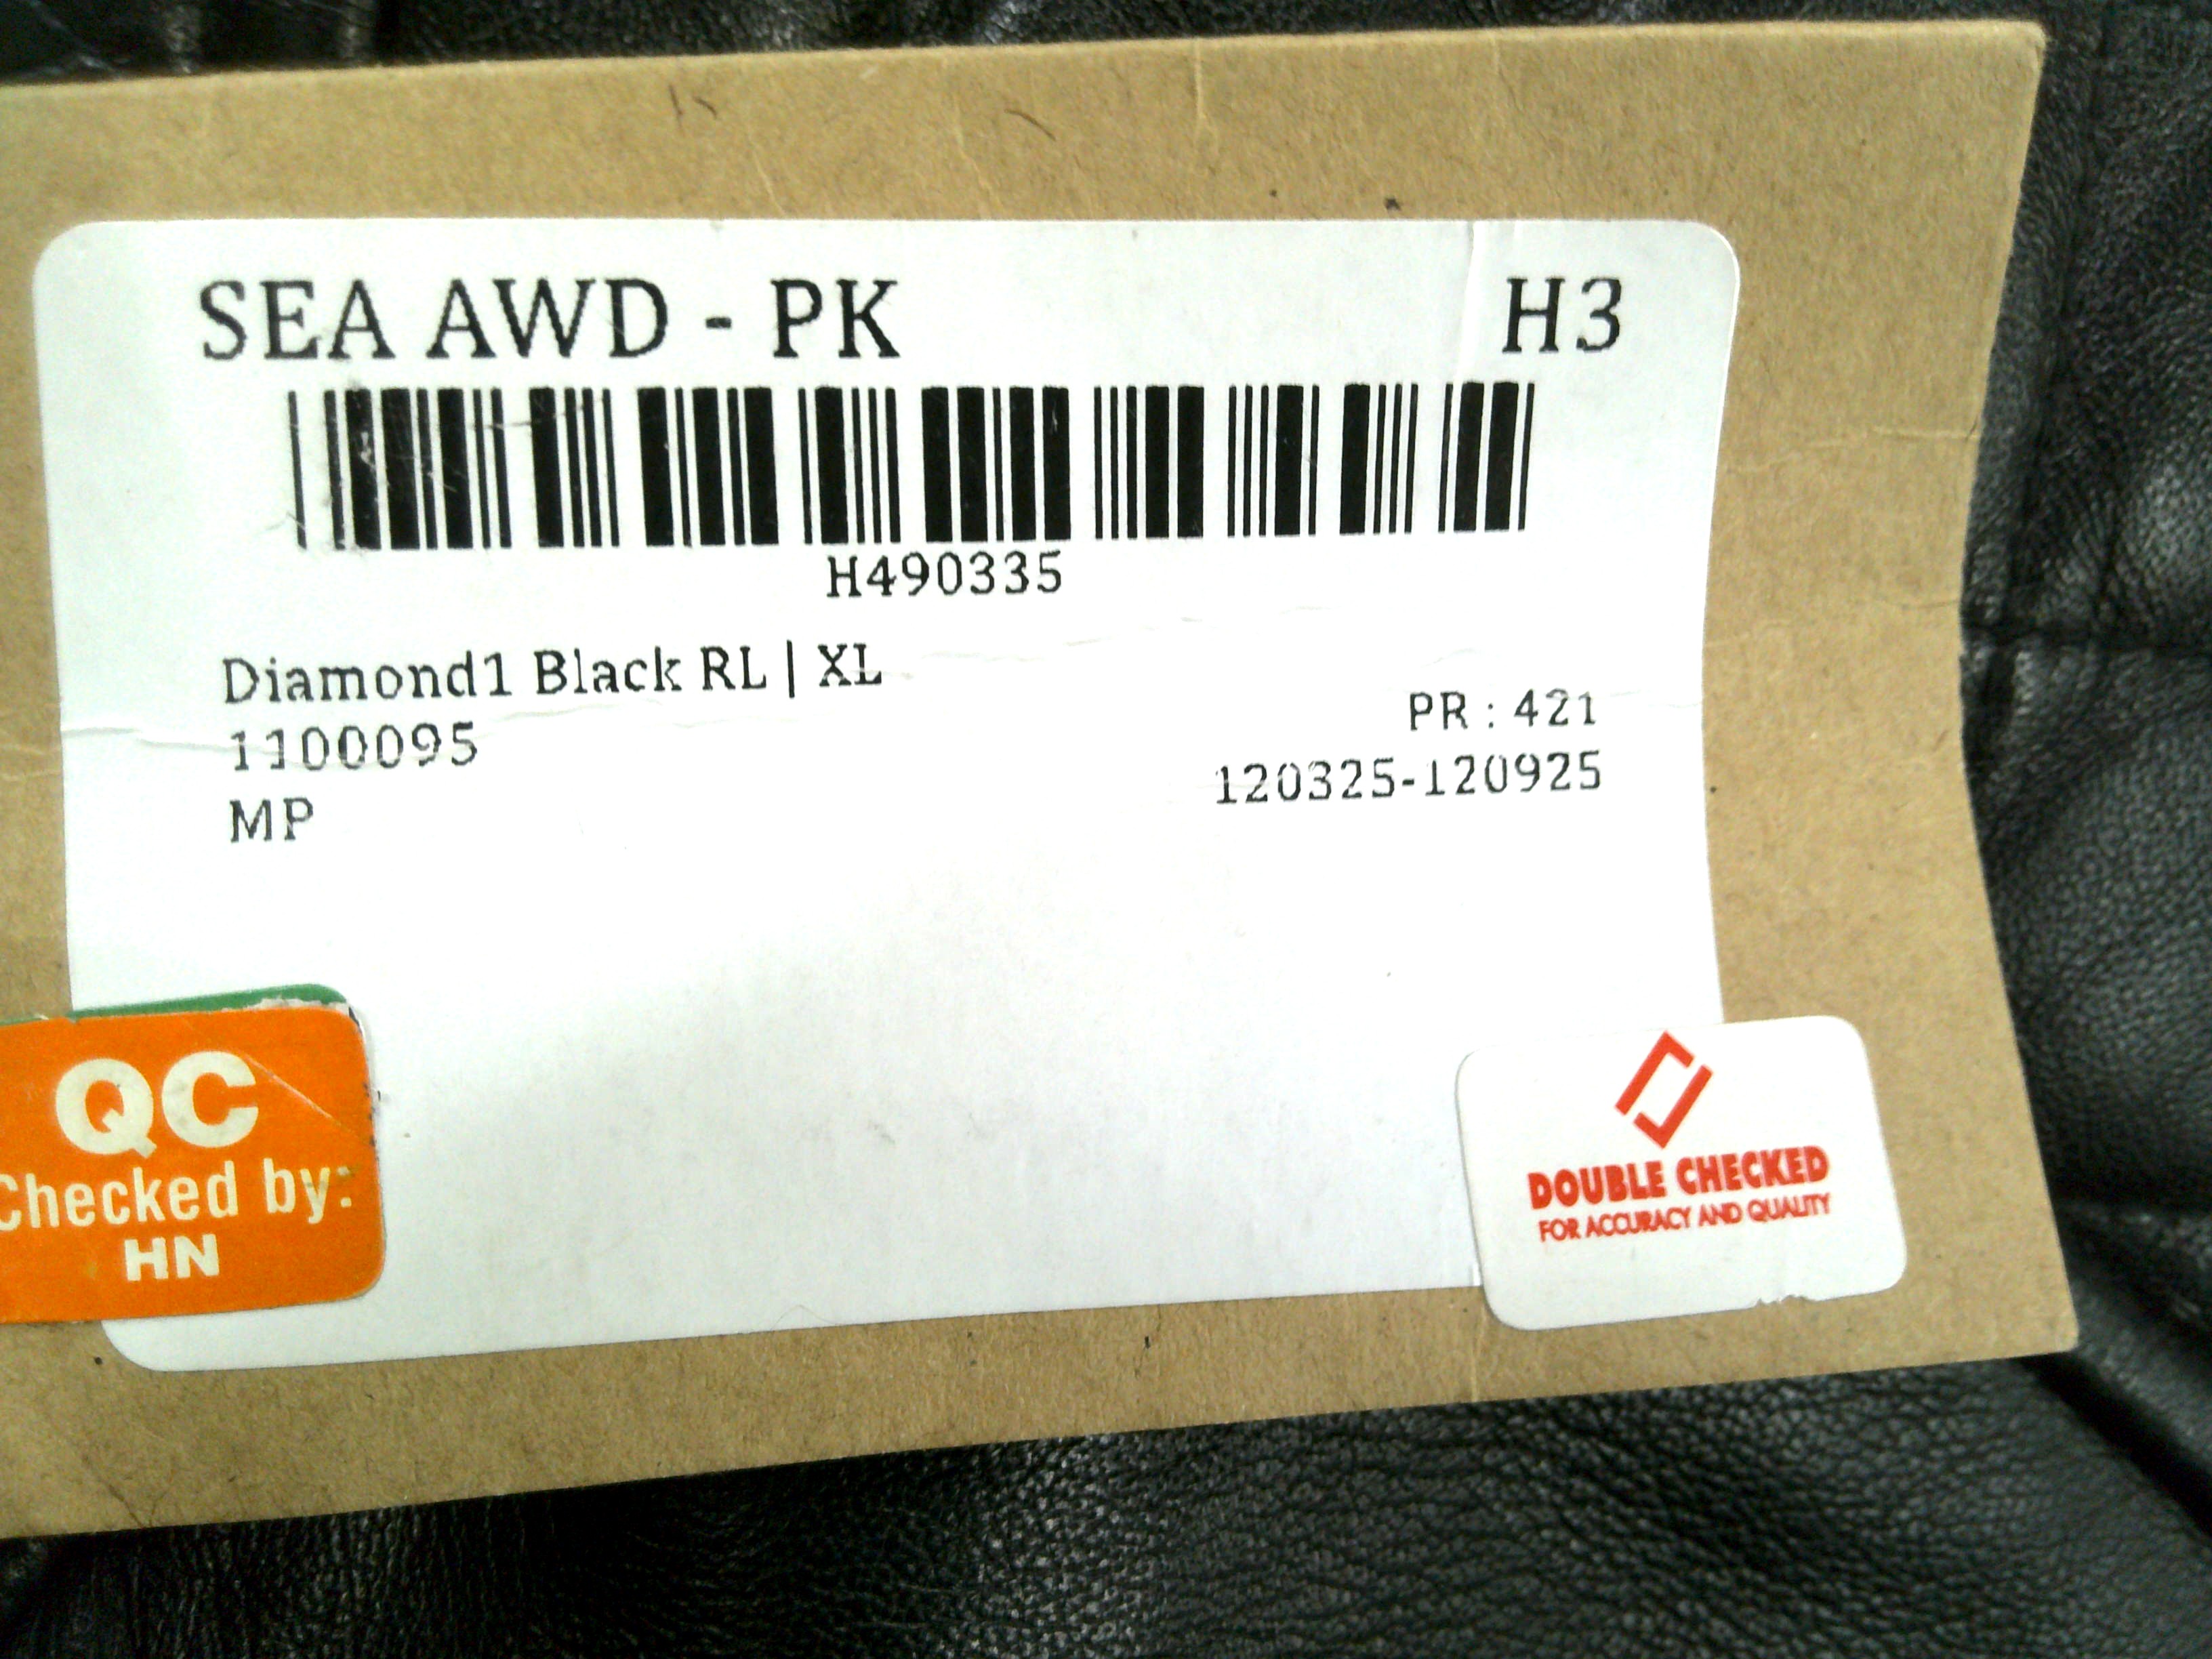 SEA AWD - PK H3
H490335
Diamond1 Black RL | XL
1100095
PR : 421
MP
120325-120925
QC
Checked by:
HN
DOUBLE CHECKED
FOR ACCURACY AND QUALITY